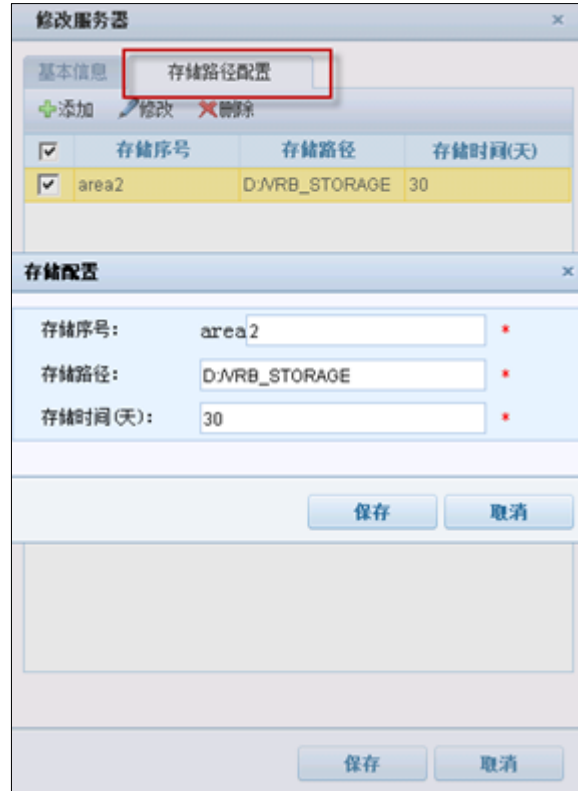 修改服务器 ×
基本信息 存储路径配置
添加 修改 删除
存储序号 存储路径 存储时间(天)
area2 D:/VRB_STORAGE 30
存储配置 ×
存储序号: area2 *
存储路径: D:/VRB_STORAGE *
存储时间(天): 30 *
保存 取消
保存 取消